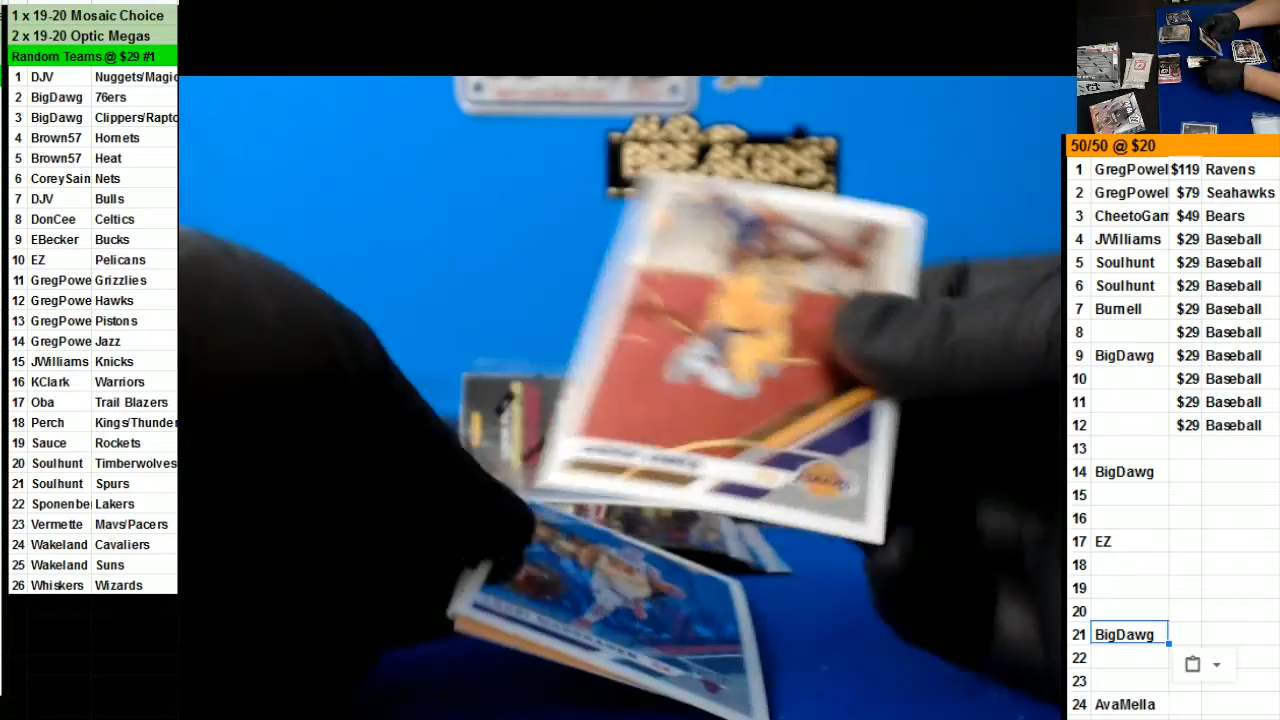 1 x 19-20 Mosaic Choice
2 x 19-20 Optic Megas
Random Teams @ $29 #1
1 DJV Nuggets/Magic
2 BigDawg 76ers
3 BigDawg Clippers/Rapto
4 Brown57 Hornets
5 Brown57 Heat
6 CoreySain Nets
7 DJV Bulls
8 DonCee Celtics
9 EBecker Bucks
10 EZ Pelicans
11 GregPowe Grizzlies
12 GregPowe Hawks
13 GregPowe Pistons
14 GregPowe Jazz
15 JWilliams Knicks
16 KClark Warriors
17 Oba Trail Blazers
18 Perch Kings/Thunder
19 Sauce Rockets
20 Soulhunt Timberwolves
21 Soulhunt Spurs
22 Sponenbe Lakers
23 Vermette Mavs/Pacers
24 Wakeland Cavaliers
25 Wakeland Suns
26 Whiskers Wizards
BREAKERS
50/50 @ $20
1 GregPowel $119 Ravens
2 GregPowel $79 Seahawks
3 CheetoGam $49 Bears
4 JWilliams $29 Baseball
5 Soulhunt $29 Baseball
6 Soulhunt $29 Baseball
7 Burnell $29 Baseball
8 $29 Baseball
9 BigDawg $29 Baseball
10 $29 Baseball
11 $29 Baseball
12 $29 Baseball
13
14 BigDawg
15
16
17 EZ
18
19
20
21 BigDawg
22
23
24 AvaMella